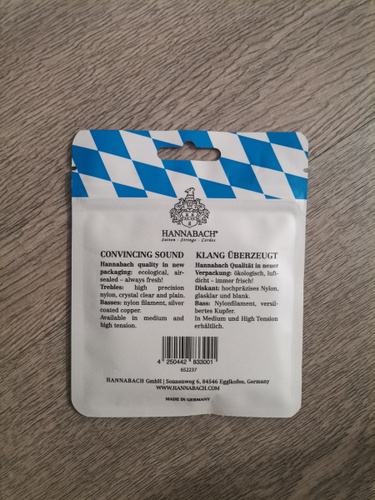 HANNABACH®
Saiten - Strings - Cordes
CONVINCING SOUND
Hannabach quality in new
packaging: ecological, air-
sealed – always fresh!
Trebles: high precision
nylon, crystal clear and plain.
Basses: nylon filament, silver
coated copper.
Available in medium and
high tension.
KLANG ÜBERZEUGT
Hannabach Qualität in neuer
Verpackung: ökologisch, luft-
dicht – immer frisch!
Diskant: hochpräzises Nylon,
glasklar und blank.
Bass: Nylonfilament, versil-
bertes Kupfer.
In Medium und High Tension
erhältlich.
4 250442 833001
652237
HANNABACH GmbH | Sonnenweg 6, 84546 Egglkofen, Germany
WWW.HANNABACH.COM
MADE IN GERMANY